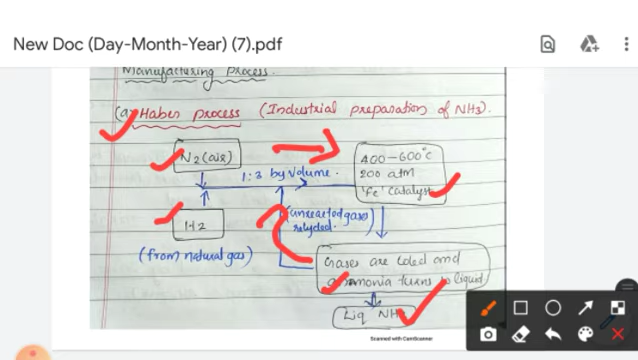 New Doc (Day-Month-Year) (7).pdf
Manufacturing Process.
(a) Haber process (Industrial preparation of NH3).
N2 (air)
1:3 by volume.
400-600°c
200 atm
'Fe' Catalyst
H2
(from natural gas)
(unreacted gases
Gases are coled and
ammonia turns to liquid
Liq NH3
Scanned with CamScanner